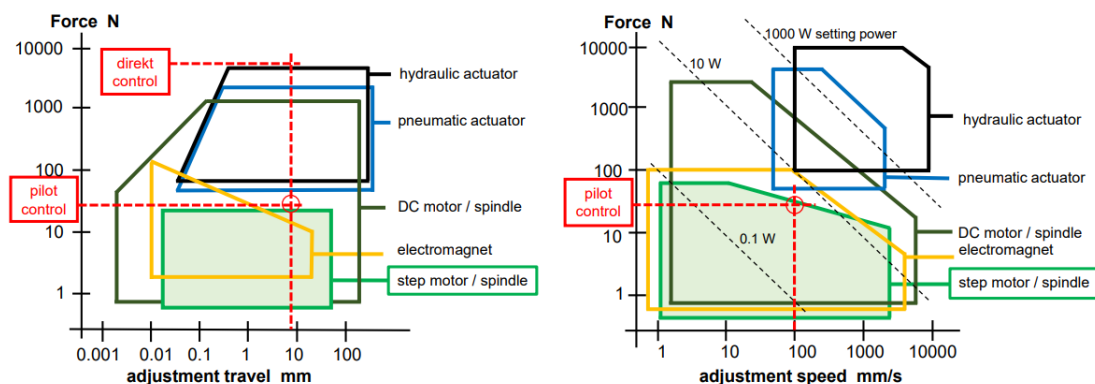 Force N
10000
1000
100
10
1
direkt
control
pilot
control
hydraulic actuator
pneumatic actuator
DC motor / spindle
electromagnet
step motor / spindle
0.001
0.01
0.1
1
10
100
adjustment travel mm
Force N
10000
1000
100
10
1
pilot
control
1000 W setting power
10 W
0.1 W
hydraulic actuator
pneumatic actuator
DC motor / spindle
electromagnet
step motor / spindle
1
10
100
1000
10000
adjustment speed mm/s